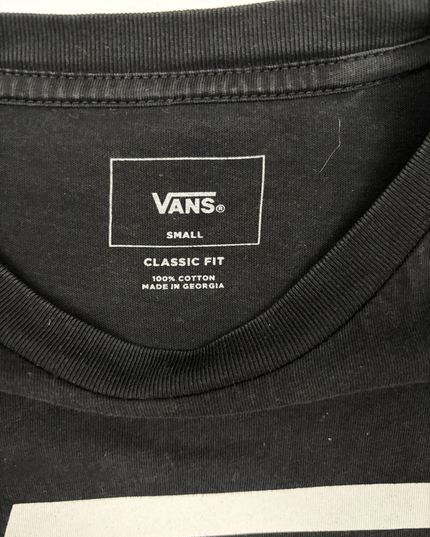 VANS®
SMALL
CLASSIC FIT
100% COTTON
MADE IN GEORGIA